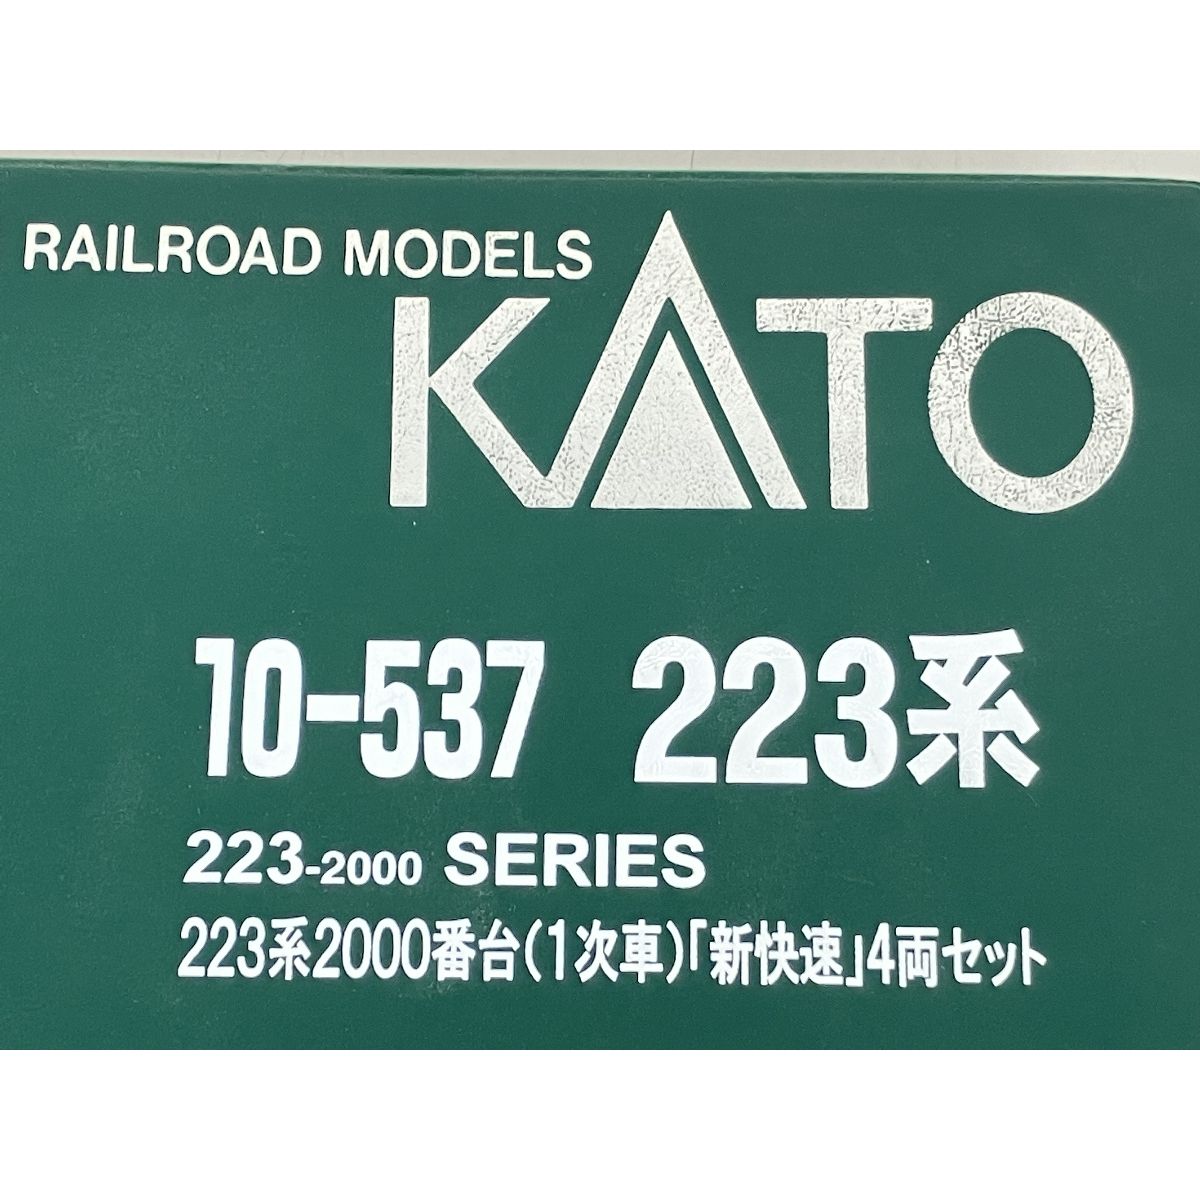 RAILROAD MODELS
KATO
10-537 223系
223-2000 SERIES
223系2000番台(1次車)「新快速」4両セット